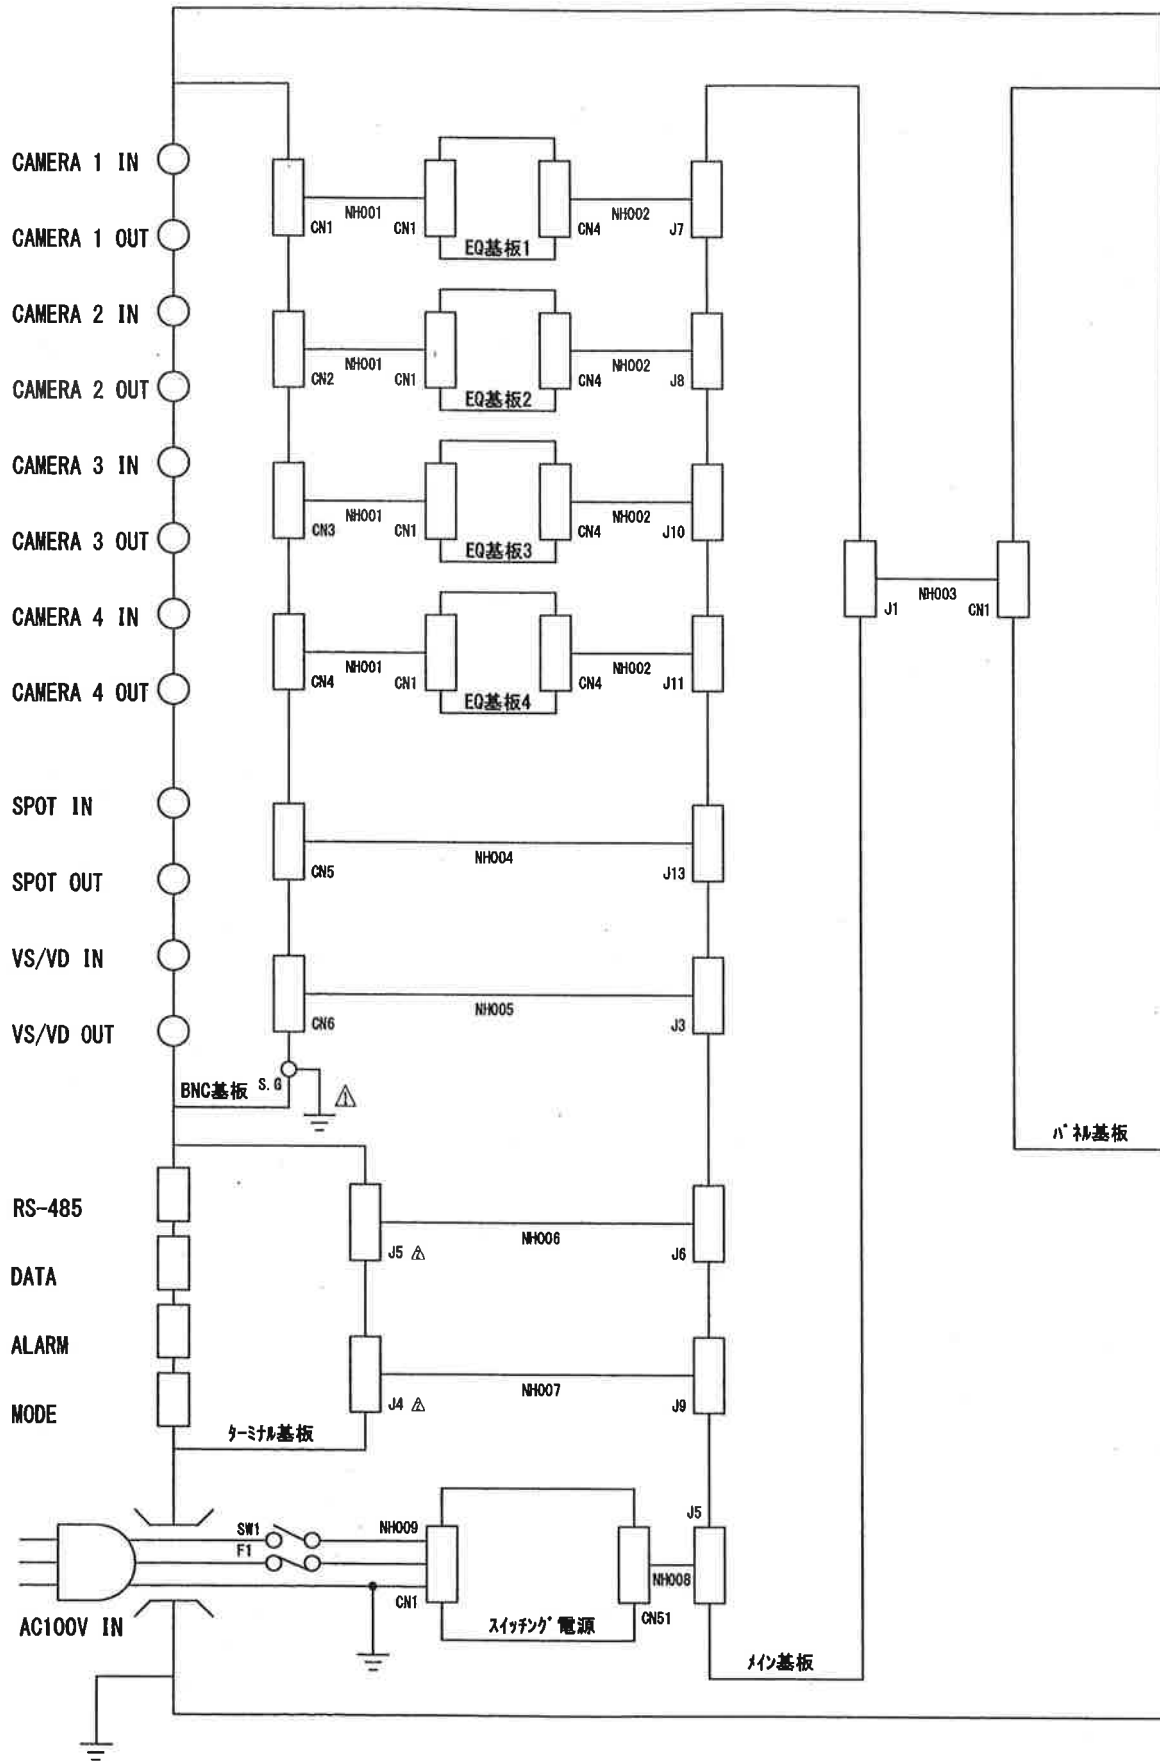 CAMERA 1 IN
CN1
NH001
CN1
EQ基板1
CN4
NH002
J7
CAMERA 1 OUT
CAMERA 2 IN
CN2
NH001
CN1
EQ基板2
CN4
NH002
J8
CAMERA 2 OUT
CAMERA 3 IN
CN3
NH001
CN1
EQ基板3
CN4
NH002
J10
CAMERA 3 OUT
J1
NH003
CN1
CAMERA 4 IN
CN4
NH001
CN1
EQ基板4
CN4
NH002
J11
CAMERA 4 OUT
SPOT IN
CN5
NH004
J13
SPOT OUT
VS/VD IN
CN6
NH005
J3
VS/VD OUT
BNC基板
S.G
パネル基板
RS-485
J5
NH006
J6
DATA
ALARM
J4
NH007
J9
MODE
ターミナル基板
SW1
F1
NH009
CN1
スイッチング電源
CN51
NH008
J5
AC100V IN
メイン基板